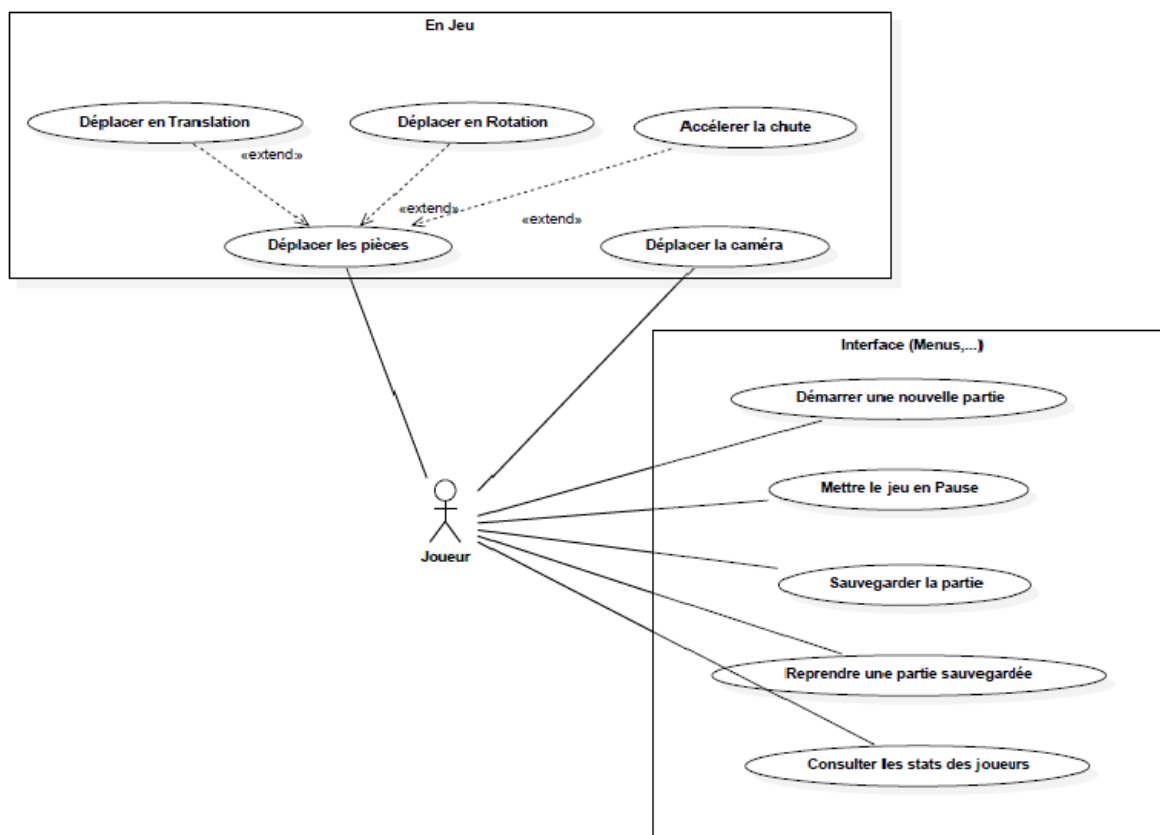 En Jeu
Déplacer en Translation
Déplacer en Rotation
Accélerer la chute
«extend»
«extend»
«extend»
Déplacer les pièces
Déplacer la caméra
Interface (Menus,...)
Démarrer une nouvelle partie
Mettre le jeu en Pause
Joueur
Sauvegarder la partie
Reprendre une partie sauvegardée
Consulter les stats des joueurs